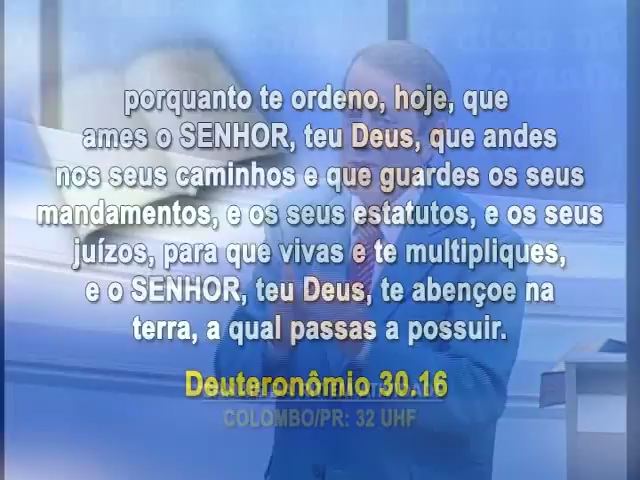 porquanto te ordeno, hoje, que
ames o SENHOR, teu Deus, que andes
nos seus caminhos e que guardes os seus
mandamentos, e os seus estatutos, e os seus
juízos, para que vivas e te multipliques,
e o SENHOR, teu Deus, te abençoe na
terra, a qual passas a possuir.
Deuteronômio 30.16
COLOMBO/PR: 32 UHF